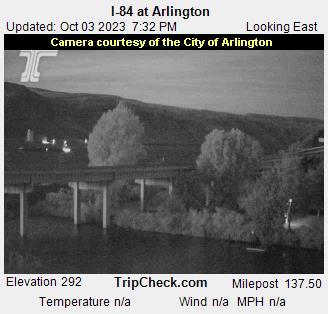 I-84 at Arlington
Updated: Oct 03 2023 7:32 PM Looking East
Camera courtesy of the City of Arlington
Elevation 292 TripCheck.com Milepost 137.50
Temperature n/a Wind n/a MPH n/a